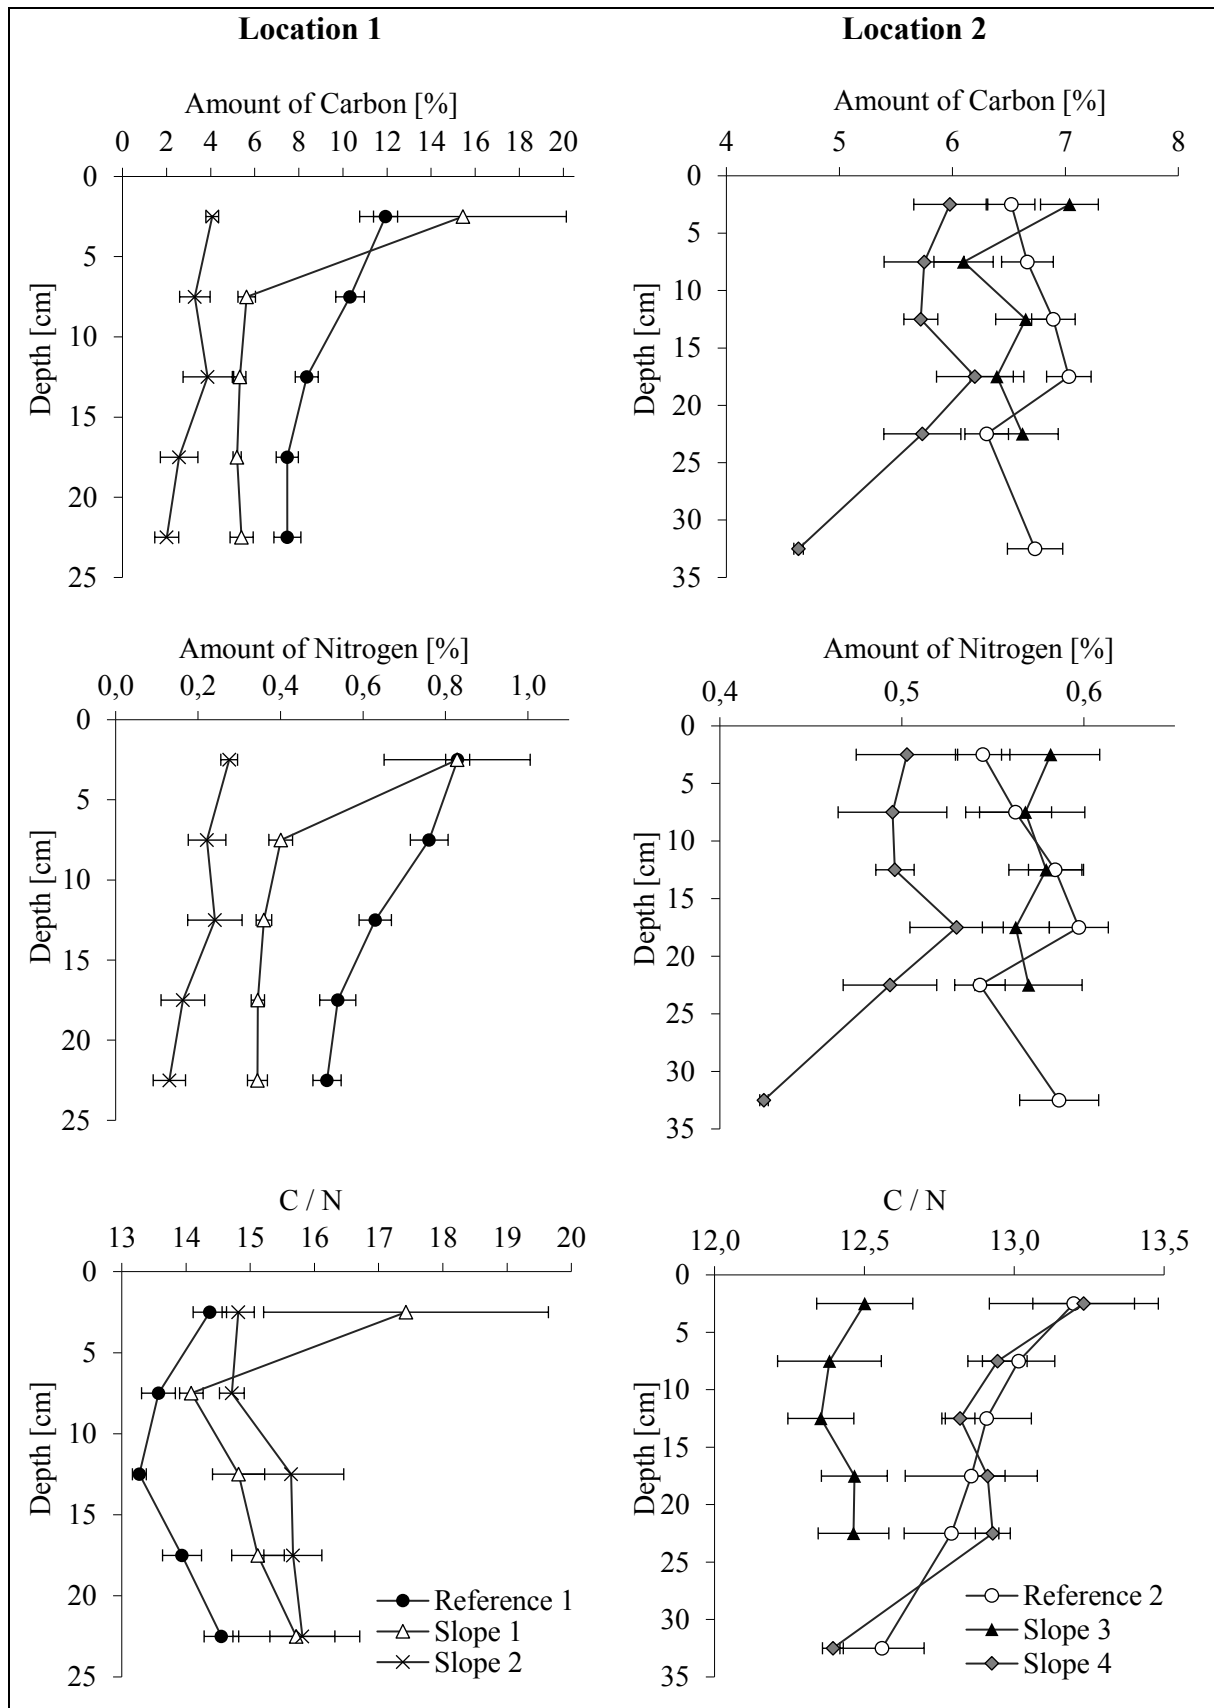 Location 1
Location 2
Amount of Carbon [%]
Amount of Carbon [%]
0 2 4 6 8 10 12 14 16 18 20
4 5 6 7 8
0
5
10
15
20
25
Depth [cm]
0
5
10
15
20
25
30
35
Depth [cm]
Amount of Nitrogen [%]
Amount of Nitrogen [%]
0,0 0,2 0,4 0,6 0,8 1,0
0,4 0,5 0,6
0
5
10
15
20
25
Depth [cm]
0
5
10
15
20
25
30
35
Depth [cm]
C / N
C / N
13 14 15 16 17 18 19 20
12,0 12,5 13,0 13,5
0
5
10
15
20
25
Depth [cm]
Reference 1
Slope 1
Slope 2
0
5
10
15
20
25
30
35
Depth [cm]
Reference 2
Slope 3
Slope 4